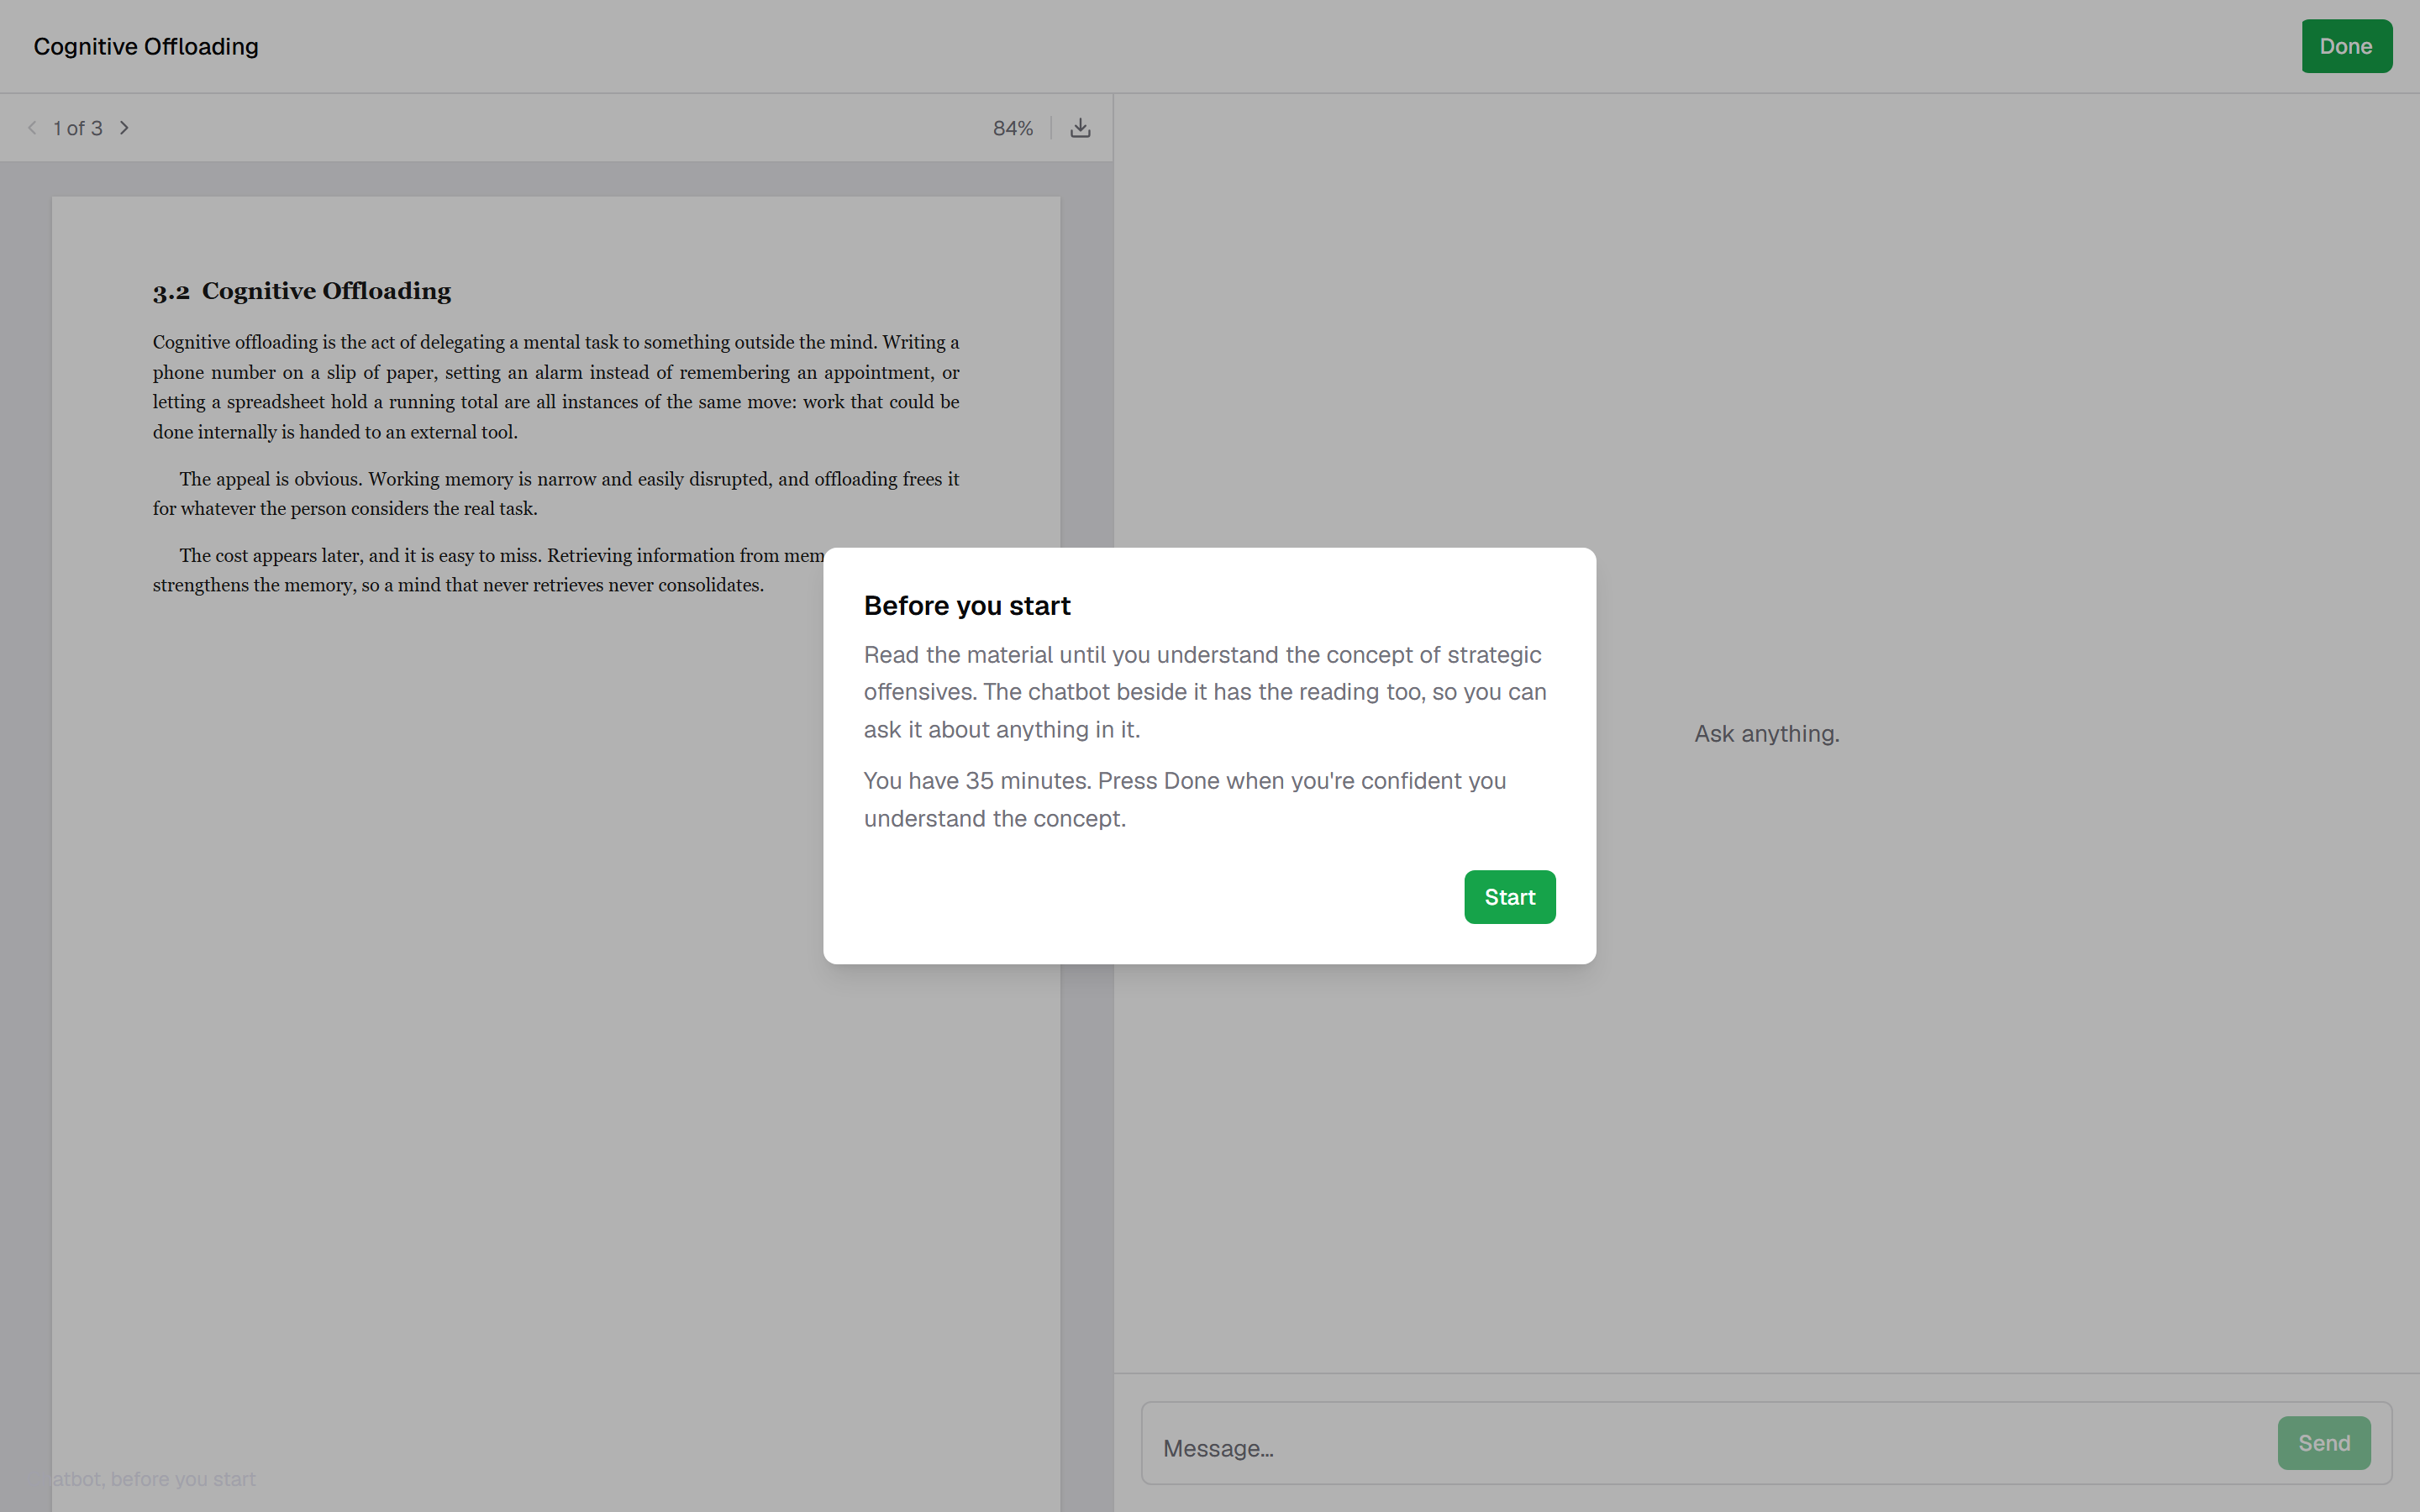 Cognitive Offloading
Done
1 of 3
84%
3.2 Cognitive Offloading
Cognitive offloading is the act of delegating a mental task to something outside the mind. Writing a
phone number on a slip of paper, setting an alarm instead of remembering an appointment, or
letting a spreadsheet hold a running total are all instances of the same move: work that could be
done internally is handed to an external tool.
The appeal is obvious. Working memory is narrow and easily disrupted, and offloading frees it
for whatever the person considers the real task.
The cost appears later, and it is easy to miss. Retrieving information from mem
strengthens the memory, so a mind that never retrieves never consolidates.
Before you start
Read the material until you understand the concept of strategic
offensives. The chatbot beside it has the reading too, so you can
ask it about anything in it.
You have 35 minutes. Press Done when you're confident you
understand the concept.
Start
Ask anything.
Message...
Send
atbot, before you start